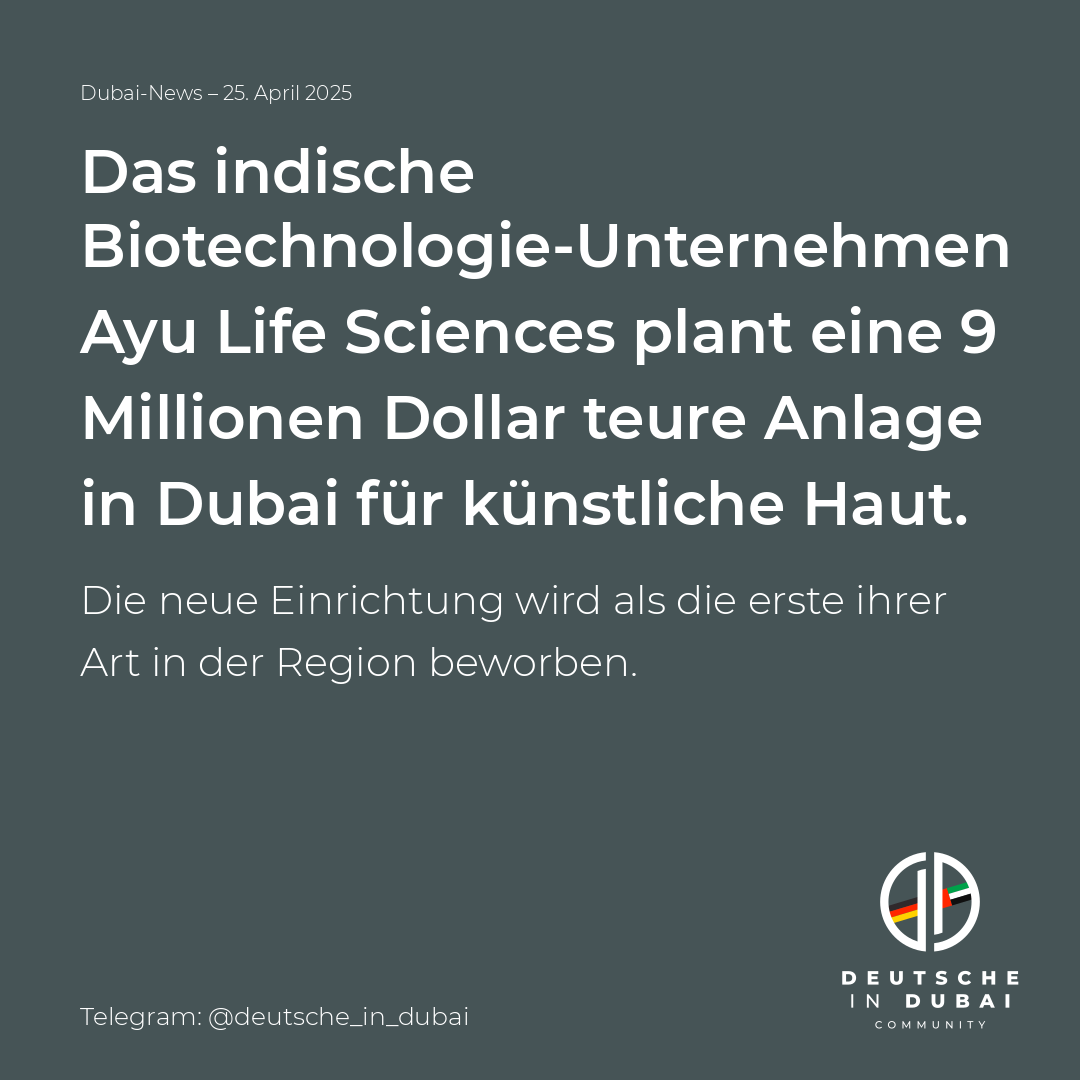 Dubai-News – 25. April 2025
Das indische
Biotechnologie-Unternehmen
Ayu Life Sciences plant eine 9
Millionen Dollar teure Anlage
in Dubai für künstliche Haut.
Die neue Einrichtung wird als die erste ihrer
Art in der Region beworben.
DEUTSCHE
IN DUBAI
COMMUNITY
Telegram: @deutsche_in_dubai